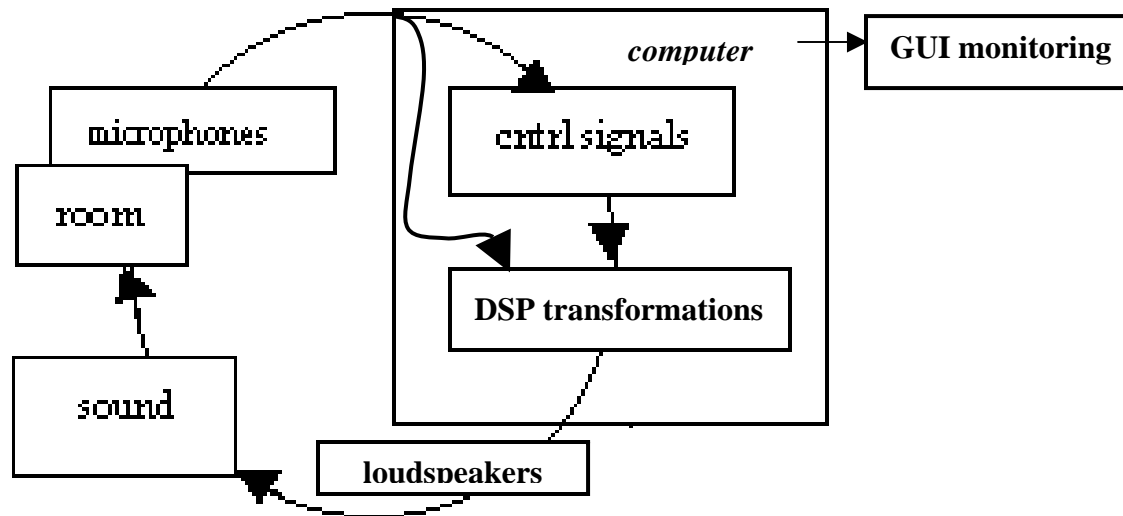 computer
GUI monitoring
microphones
cntrl signals
room
DSP transformations
sound
loudspeakers